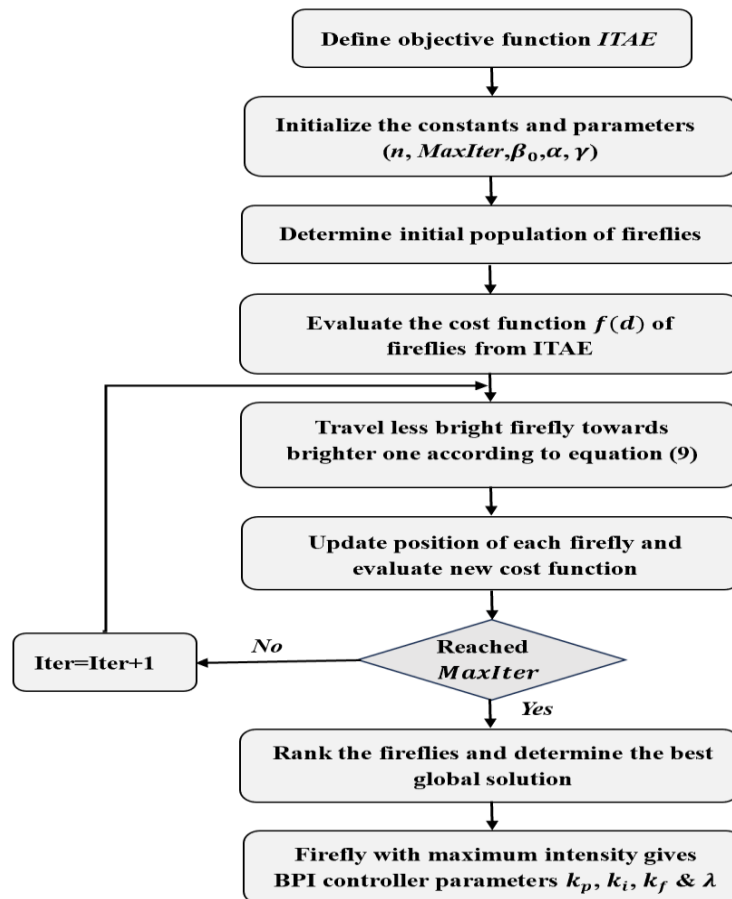 Define objective function ITAE
Initialize the constants and parameters
(n, MaxIter,β₀,α, γ)
Determine initial population of fireflies
Evaluate the cost function f(d) of
fireflies from ITAE
Travel less bright firefly towards
brighter one according to equation (9)
Update position of each firefly and
evaluate new cost function
Reached
MaxIter
No
Iter=Iter+1
Yes
Rank the fireflies and determine the best
global solution
Firefly with maximum intensity gives
BPI controller parameters kₚ, kᵢ, k_f & λ